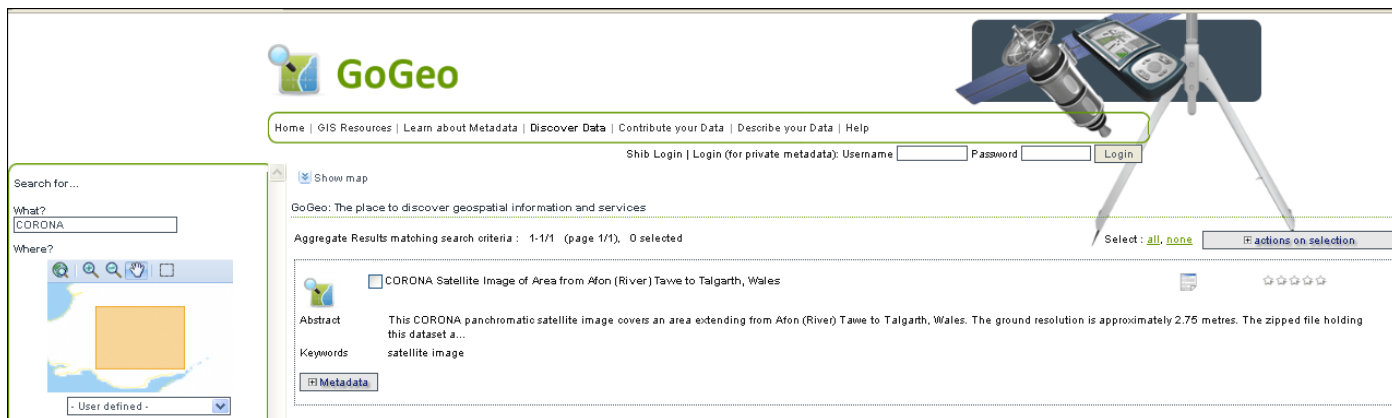 GoGeo
Home | GIS Resources | Learn about Metadata | Discover Data | Contribute your Data | Describe your Data | Help
Shib Login | Login (for private metadata): Username Password Login
Search for...
What?
CORONA
Where?
- User defined -
Show map
GoGeo: The place to discover geospatial information and services
Aggregate Results matching search criteria : 1-1/1 (page 1/1), 0 selected
Select : all, none
actions on selection
CORONA Satellite Image of Area from Afon (River) Tawe to Talgarth, Wales
Abstract This CORONA panchromatic satellite image covers an area extending from Afon (River) Tawe to Talgarth, Wales. The ground resolution is approximately 2.75 metres. The zipped file holding
this dataset a...
Keywords satellite image
Metadata